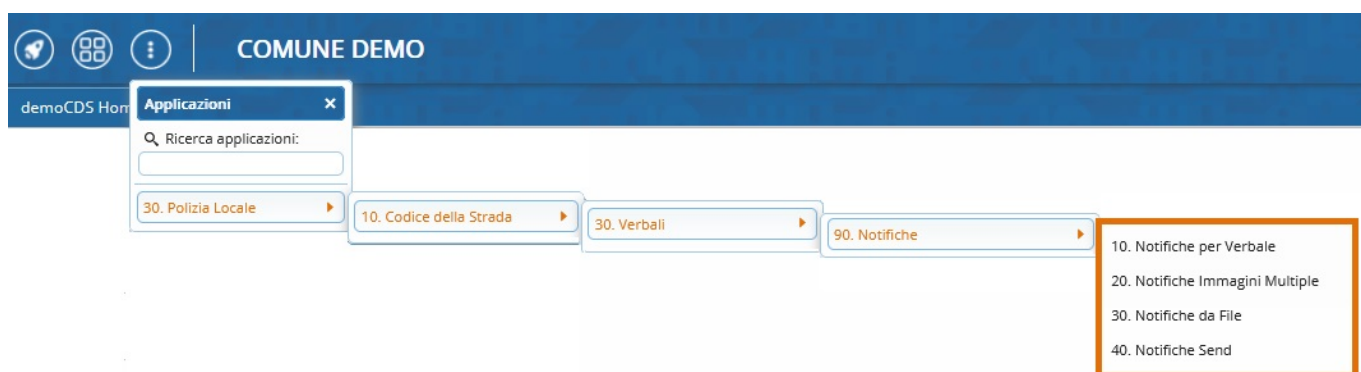 COMUNE DEMO
demoCDS Hom
Applicazioni
Ricerca applicazioni:
30. Polizia Locale
10. Codice della Strada
30. Verbali
90. Notifiche
10. Notifiche per Verbale
20. Notifiche Immagini Multiple
30. Notifiche da File
40. Notifiche Send